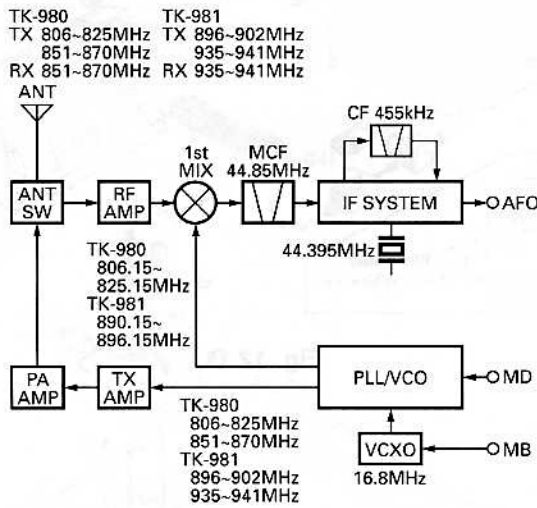 TK-980
TX 806~825MHz
851~870MHz
RX 851~870MHz
TK-981
TX 896~902MHz
935~941MHz
RX 935~941MHz
ANT
CF 455kHz
1st
MIX
MCF
44.85MHz
ANT
SW
RF
AMP
IF SYSTEM
AFO
44.395MHz
TK-980
806.15~
825.15MHz
TK-981
890.15~
896.15MHz
PA
AMP
TX
AMP
PLL/VCO
MD
TK-980
806~825MHz
851~870MHz
TK-981
896~902MHz
935~941MHz
VCXO
16.8MHz
MB